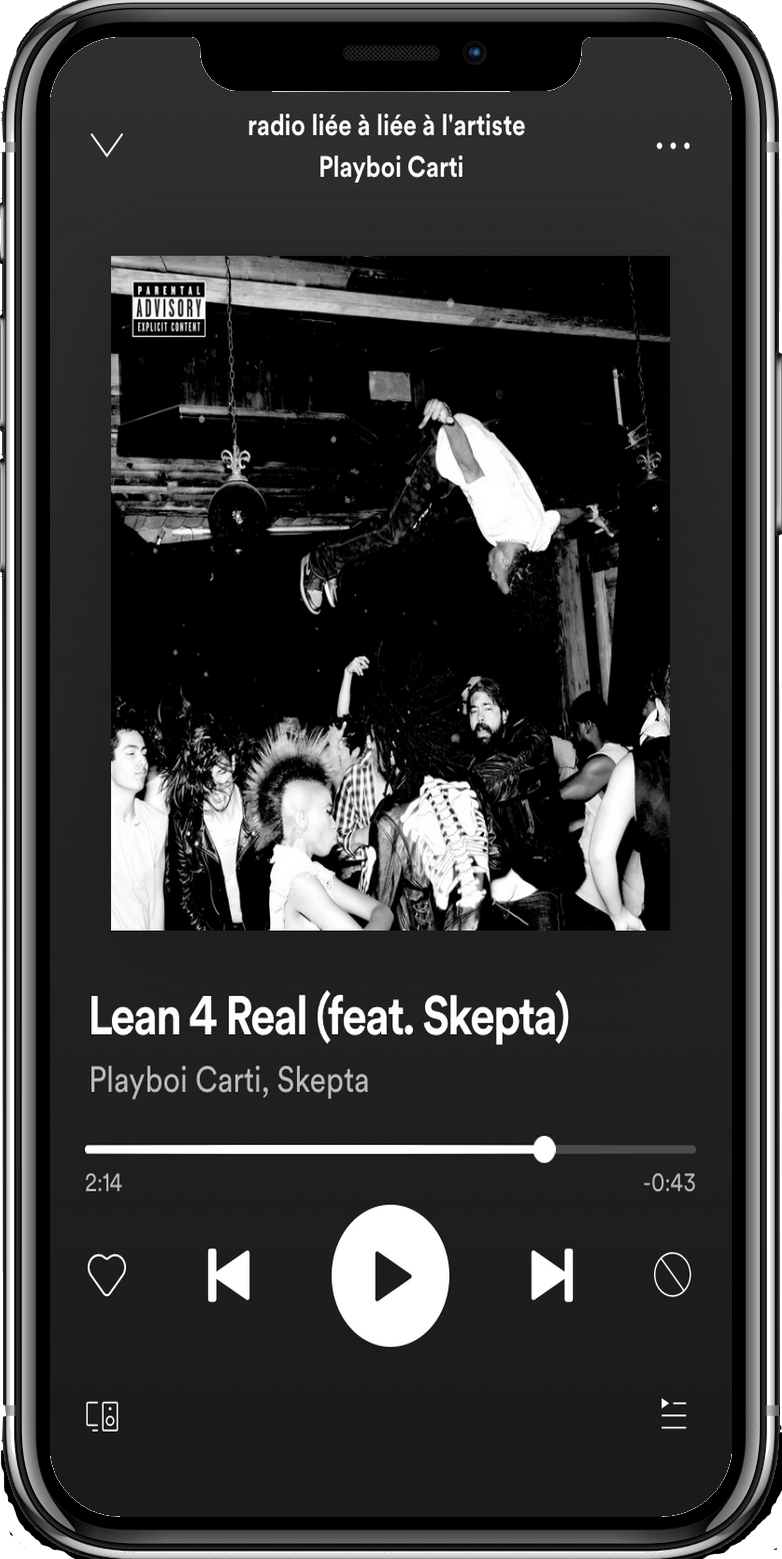 radio liée à liée à l'artiste
Playboi Carti
PARENTAL
ADVISORY
EXPLICIT CONTENT
Lean 4 Real (feat. Skepta)
Playboi Carti, Skepta
2:14
-0:43